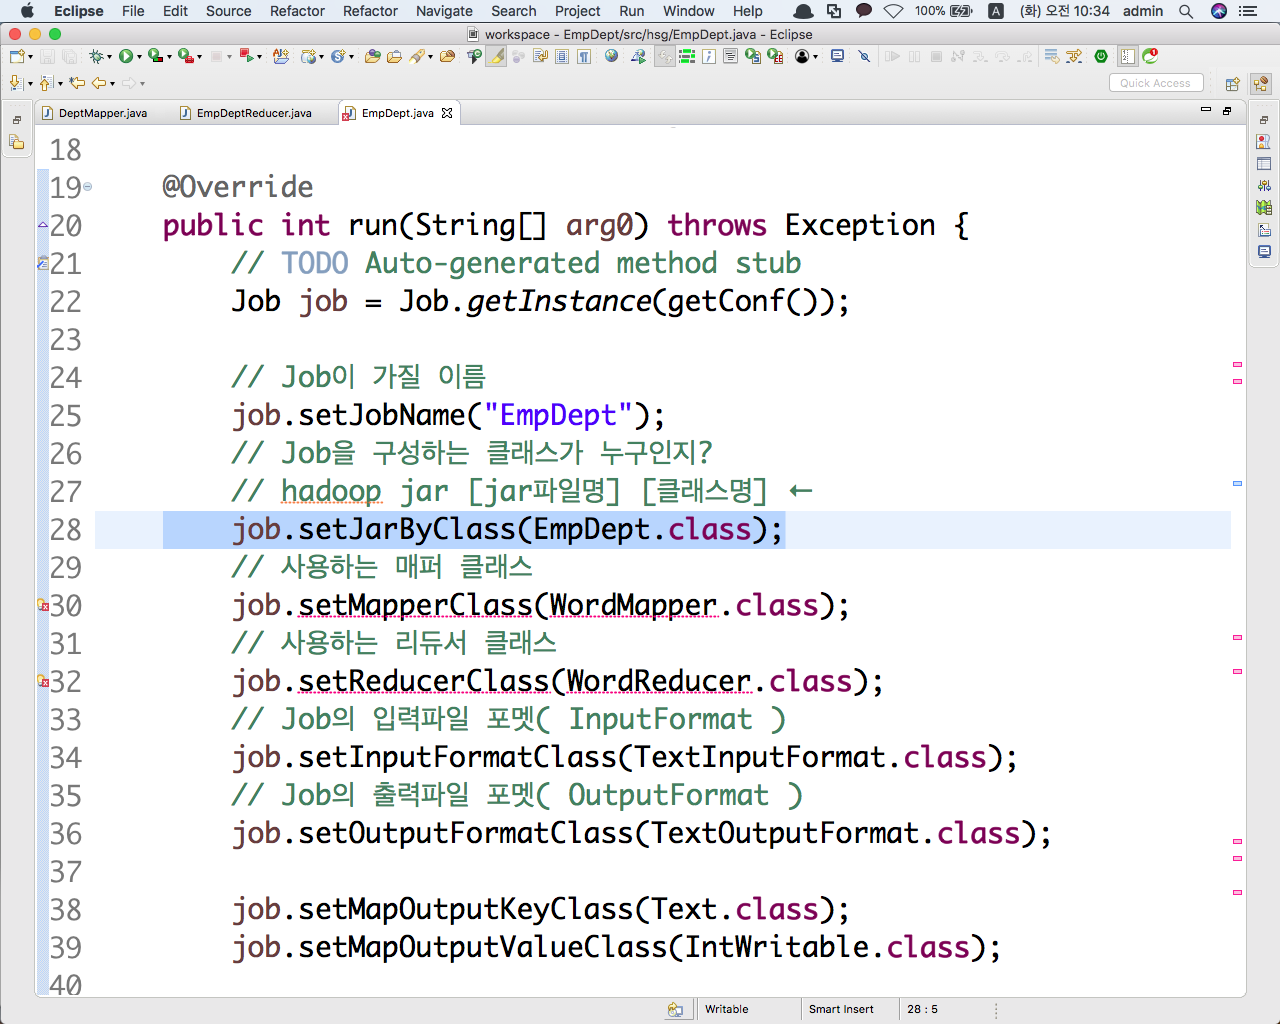 Eclipse File Edit Source Refactor Refactor Navigate Search Project Run Window Help 100% A (화) 오전 10:34 admin
workspace - EmpDept/src/hsg/EmpDept.java - Eclipse
Quick Access
DeptMapper.java EmpDeptReducer.java EmpDept.java
18
19 @Override
20 public int run(String[] arg0) throws Exception {
21 // TODO Auto-generated method stub
22 Job job = Job.getInstance(getConf());
23
24 // Job이 가질 이름
25 job.setJobName("EmpDept");
26 // Job을 구성하는 클래스가 누구인지?
27 // hadoop jar [jar파일명] [클래스명] ←
28 job.setJarByClass(EmpDept.class);
29 // 사용하는 매퍼 클래스
30 job.setMapperClass(WordMapper.class);
31 // 사용하는 리듀서 클래스
32 job.setReducerClass(WordReducer.class);
33 // Job의 입력파일 포멧( InputFormat )
34 job.setInputFormatClass(TextInputFormat.class);
35 // Job의 출력파일 포멧( OutputFormat )
36 job.setOutputFormatClass(TextOutputFormat.class);
37
38 job.setMapOutputKeyClass(Text.class);
39 job.setMapOutputValueClass(IntWritable.class);
40
Writable Smart Insert 28 : 5